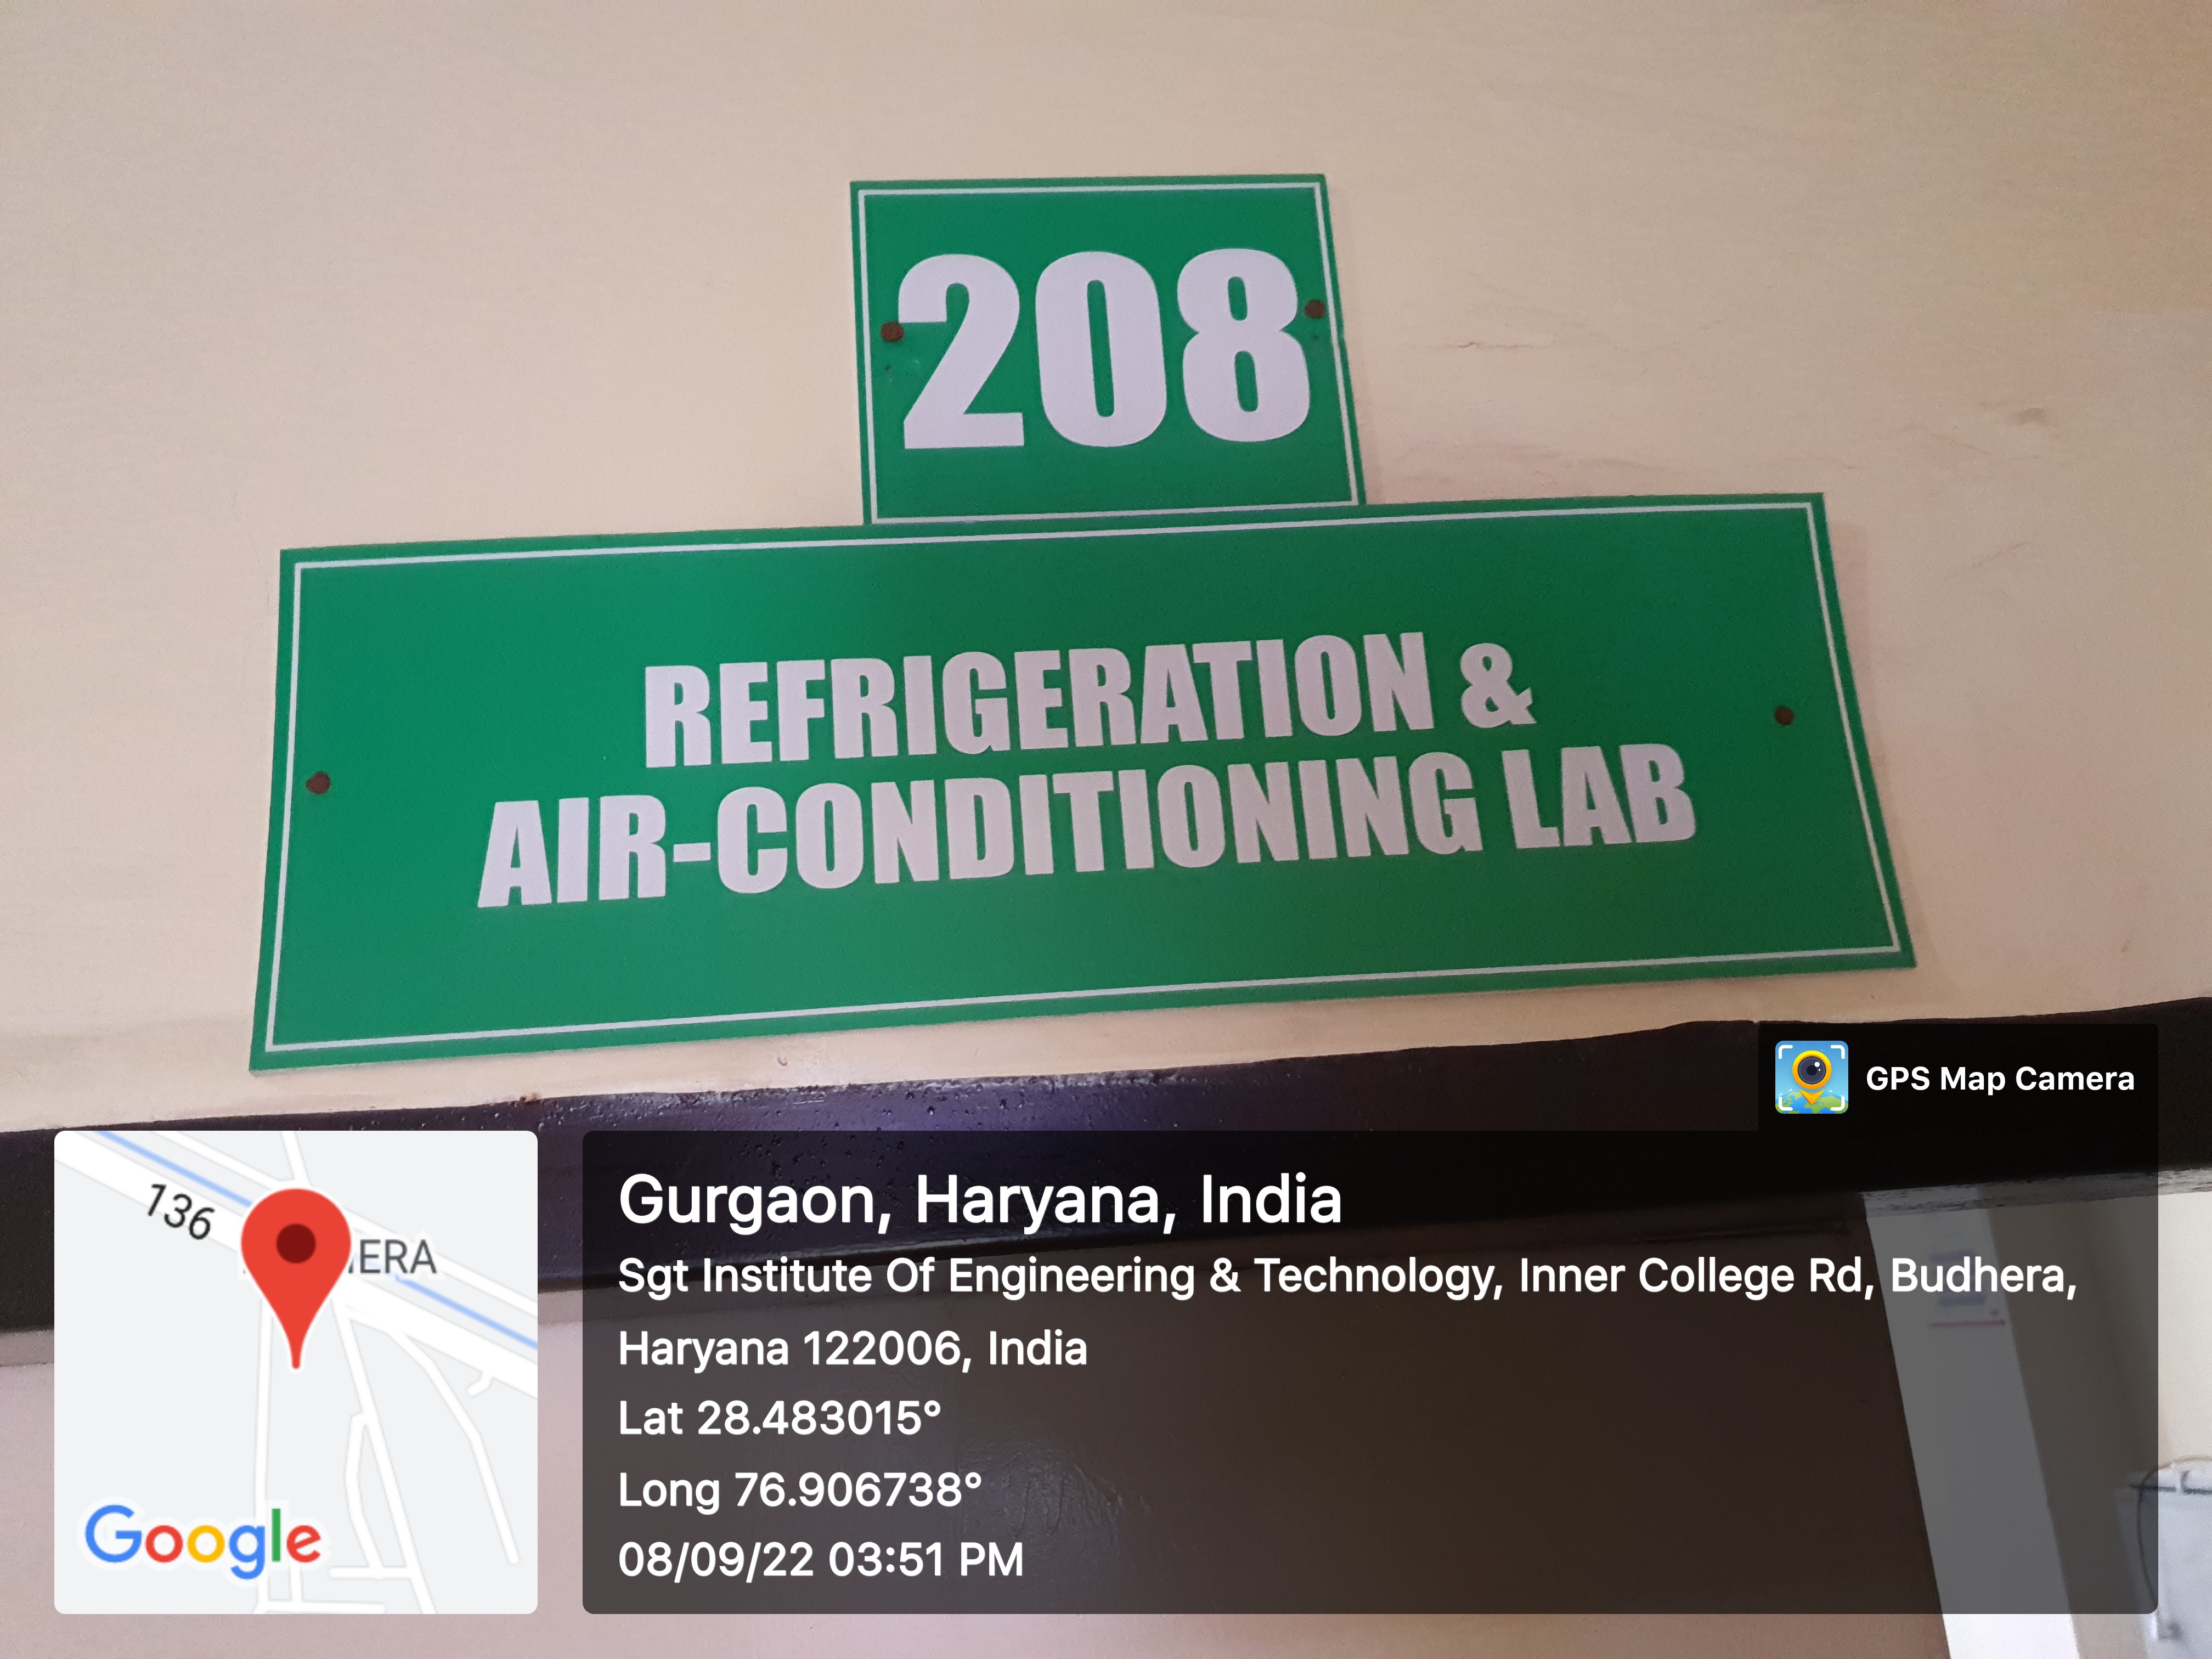 208
REFRIGERATION &
AIR-CONDITIONING LAB
GPS Map Camera
136
ERA
Google
Gurgaon, Haryana, India
Sgt Institute Of Engineering & Technology, Inner College Rd, Budhera,
Haryana 122006, India
Lat 28.483015°
Long 76.906738°
08/09/22 03:51 PM